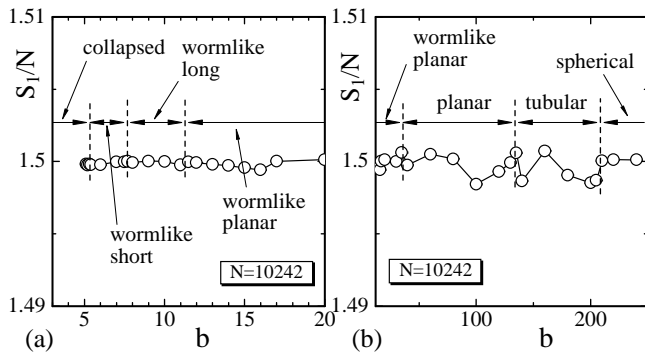 1.51
collapsed
wormlike
long
S1/N
1.5
wormlike
short
wormlike
planar
N=10242
1.49
5
10
15
20
(a)
b
1.51
wormlike
planar
spherical
planar
tubular
S1/N
1.5
N=10242
1.49
100
200
(b)
b